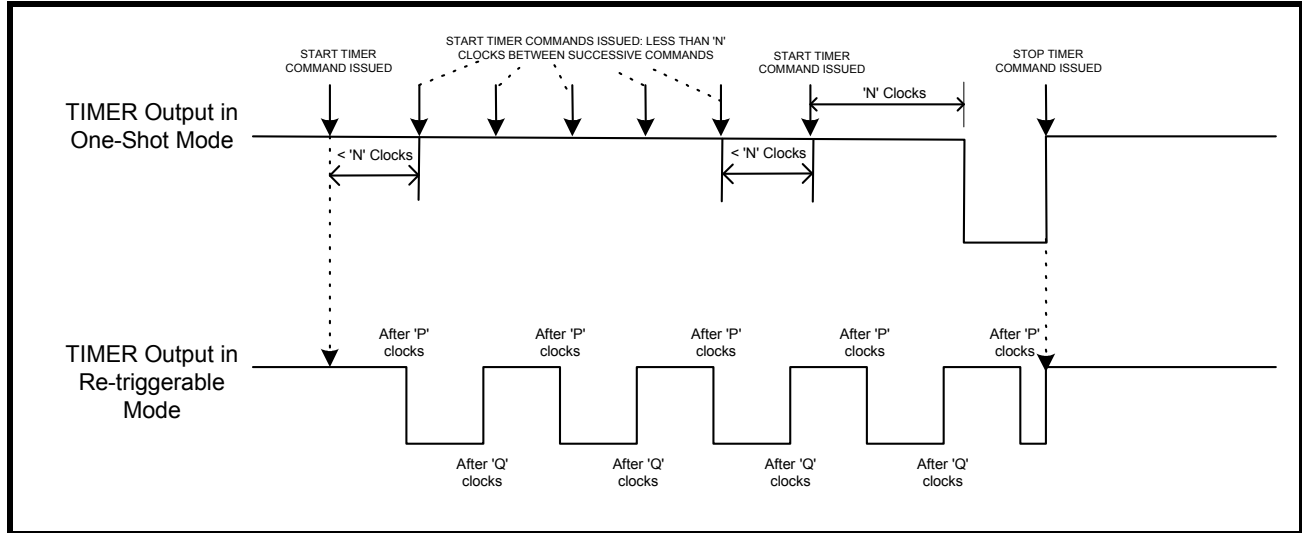 START TIMER
COMMAND ISSUED
START TIMER COMMANDS ISSUED: LESS THAN 'N'
CLOCKS BETWEEN SUCCESSIVE COMMANDS
START TIMER
COMMAND ISSUED
STOP TIMER
COMMAND ISSUED
TIMER Output in
One-Shot Mode
'N' Clocks
< 'N' Clocks
< 'N' Clocks
TIMER Output in
Re-triggerable
Mode
After 'P'
clocks
After 'P'
clocks
After 'P'
clocks
After 'P'
clocks
After 'P'
clocks
After 'Q'
clocks
After 'Q'
clocks
After 'Q'
clocks
After 'Q'
clocks